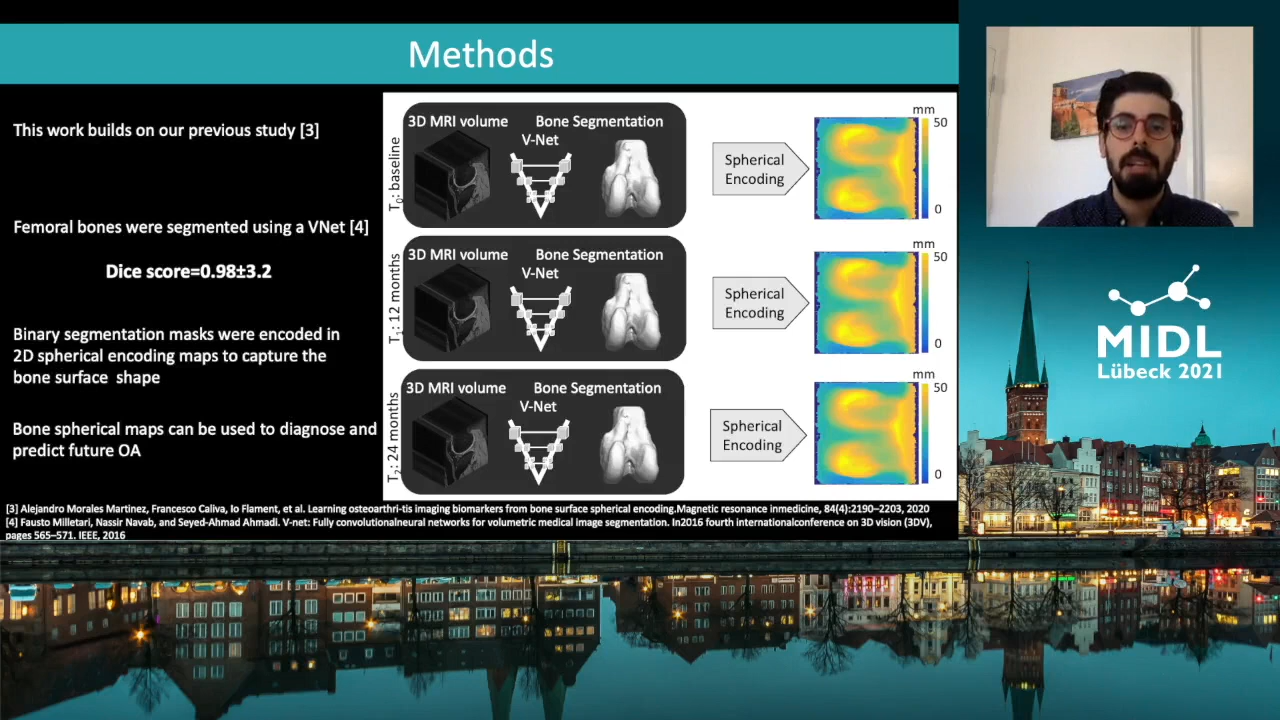 Methods
This work builds on our previous study [3]
Femoral bones were segmented using a VNet [4]
Dice score=0.98±3.2
Binary segmentation masks were encoded in
2D spherical encoding maps to capture the
bone surface shape
Bone spherical maps can be used to diagnose and
predict future OA
T0: baseline
3D MRI volume
Bone Segmentation
V-Net
Spherical
Encoding
mm
50
0
T1: 12 months
3D MRI volume
Bone Segmentation
V-Net
Spherical
Encoding
mm
50
0
T2: 24 months
3D MRI volume
Bone Segmentation
V-Net
Spherical
Encoding
mm
50
0
[3] Alejandro Morales Martinez, Francesco Caliva, Io Flament, et al. Learning osteoarthri-tis imaging biomarkers from bone surface spherical encoding.Magnetic resonance inmedicine, 84(4):2190–2203, 2020
[4] Fausto Milletari, Nassir Navab, and Seyed-Ahmad Ahmadi. V-net: Fully convolutionalneural networks for volumetric medical image segmentation. In2016 fourth internationalconference on 3D vision (3DV),
pages 565–571. IEEE, 2016
MIDL
Lübeck 2021